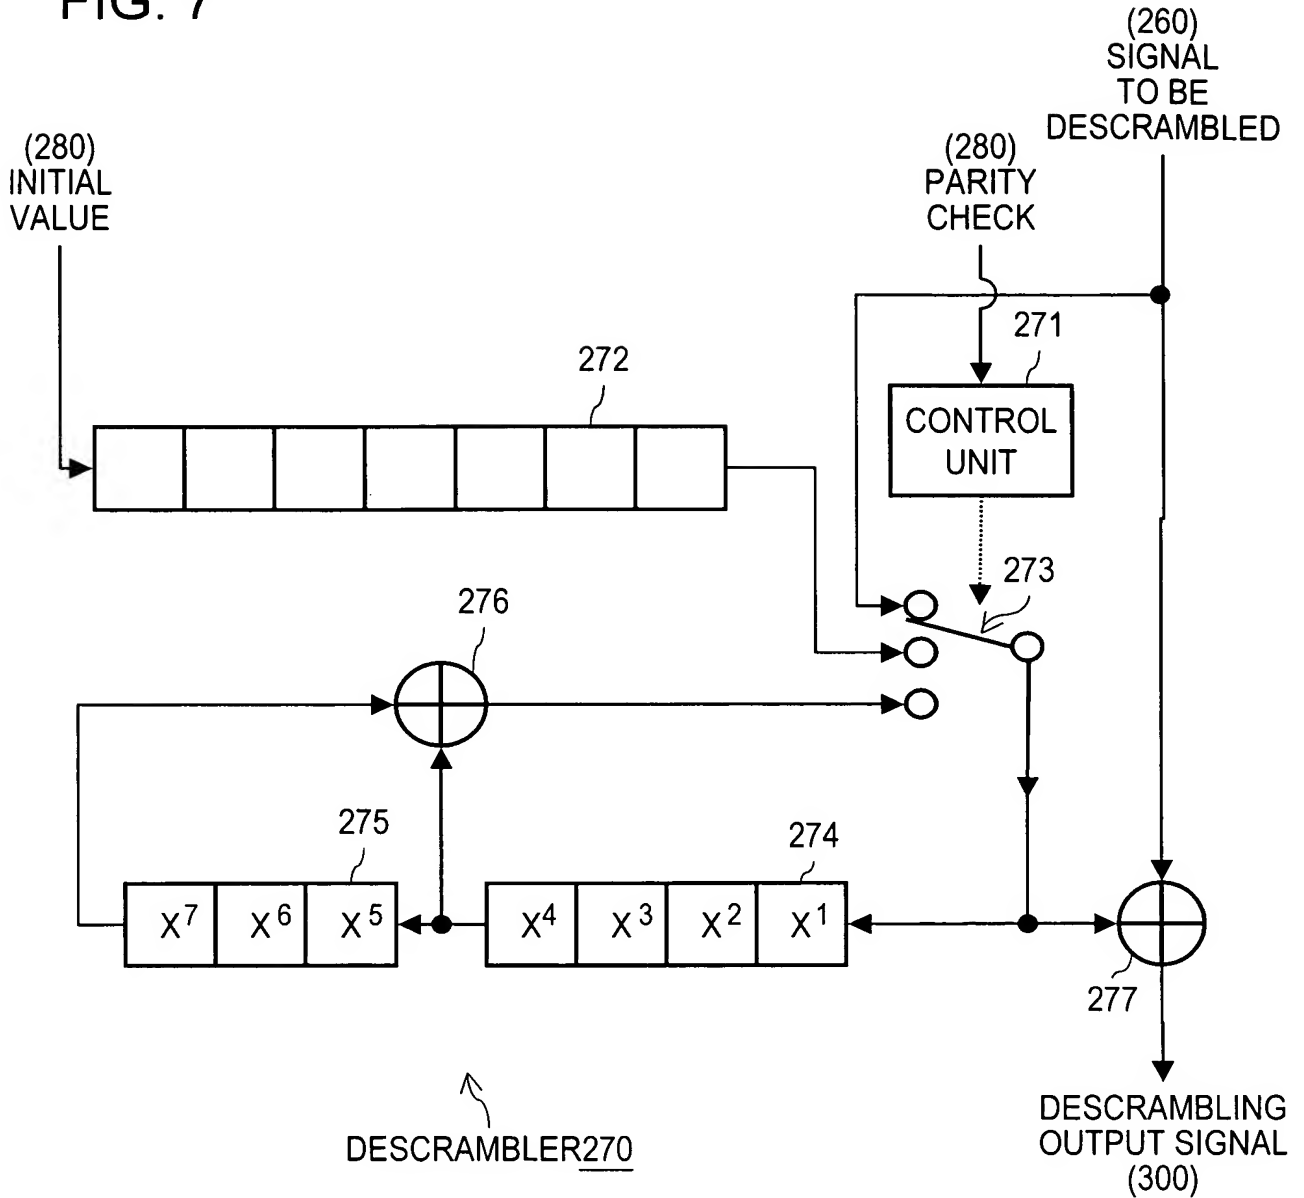 FIG. 7
(260)
SIGNAL
TO BE
DESCRAMBLED
(280)
INITIAL
VALUE
(280)
PARITY
CHECK
271
CONTROL
UNIT
272
273
276
275
274
X7 X6 X5
X4 X3 X2 X1
277
DESCRAMBLER270
DESCRAMBLING
OUTPUT SIGNAL
(300)